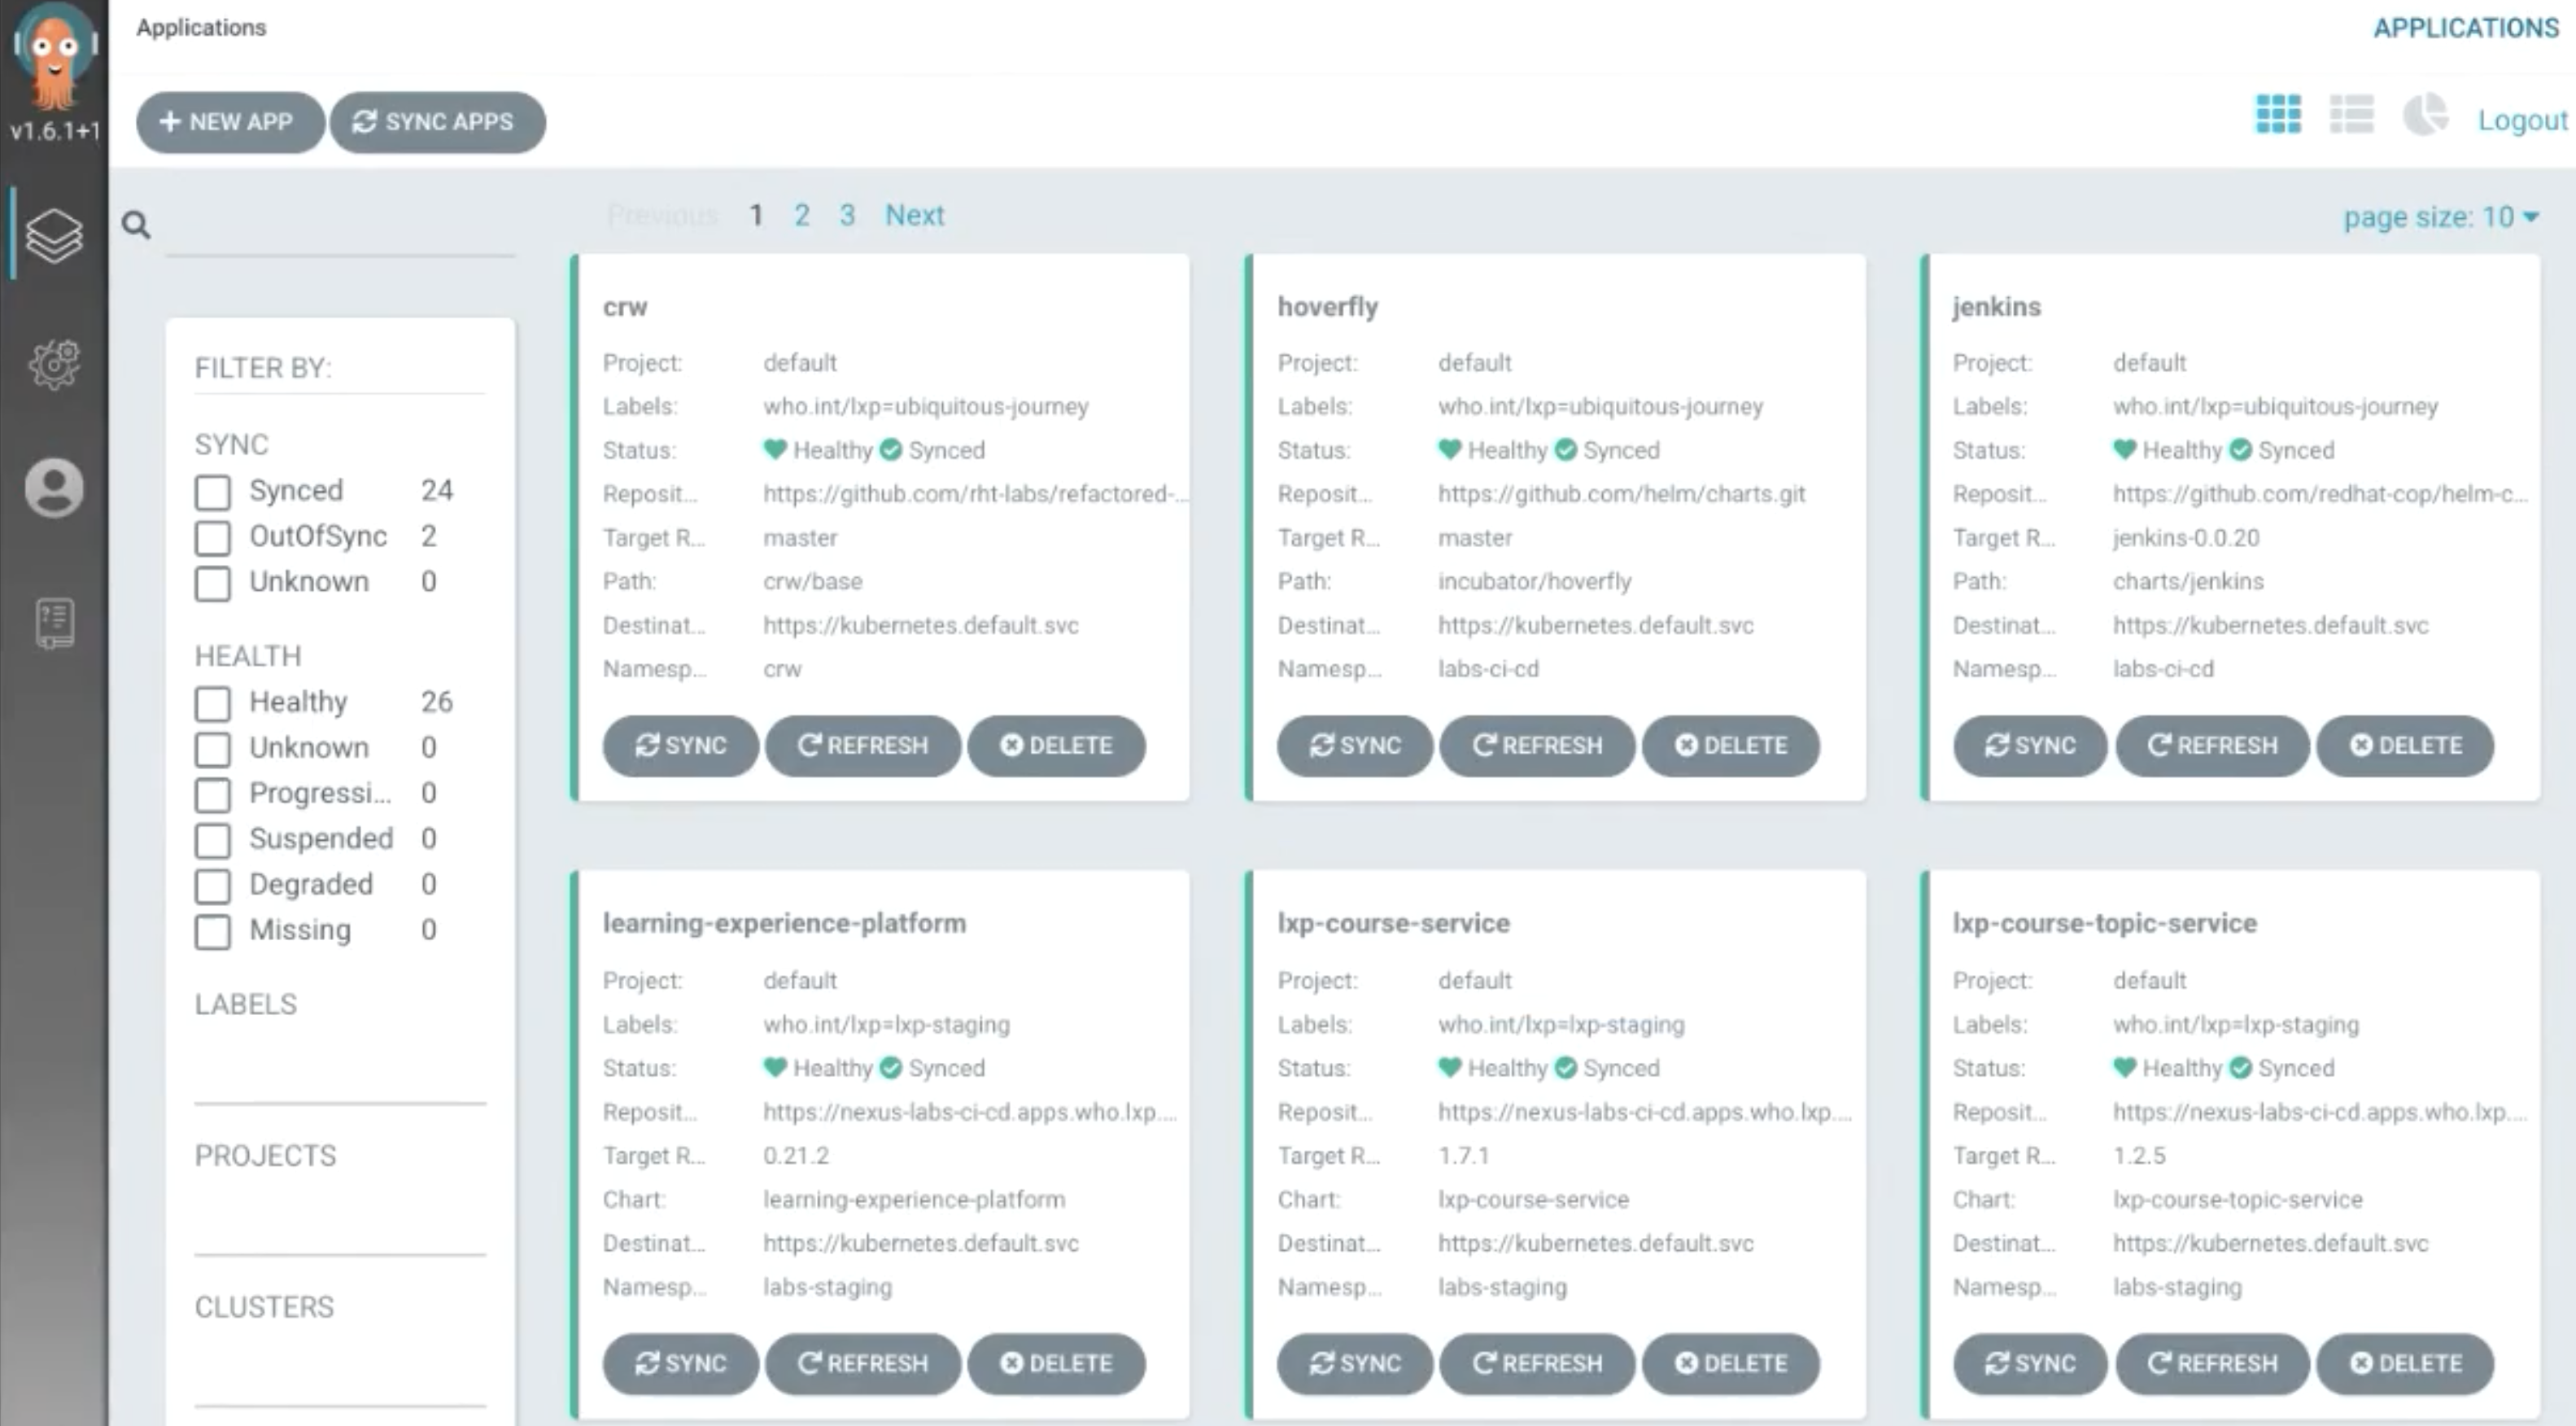 Applications
APPLICATIONS
v1.6.1+1
NEW APP
SYNC APPS
Logout
Previous 1 2 3 Next
page size: 10
FILTER BY:
SYNC
Synced 24
OutOfSync 2
Unknown 0
HEALTH
Healthy 26
Unknown 0
Progressi... 0
Suspended 0
Degraded 0
Missing 0
LABELS
PROJECTS
CLUSTERS
crw
Project: default
Labels: who.int/lxp=ubiquitous-journey
Status: Healthy Synced
Reposit... https://github.com/rht-labs/refactored-...
Target R... master
Path: crw/base
Destinat... https://kubernetes.default.svc
Namesp... crw
SYNC REFRESH DELETE
hoverfly
Project: default
Labels: who.int/lxp=ubiquitous-journey
Status: Healthy Synced
Reposit... https://github.com/helm/charts.git
Target R... master
Path: incubator/hoverfly
Destinat... https://kubernetes.default.svc
Namesp... labs-ci-cd
SYNC REFRESH DELETE
jenkins
Project: default
Labels: who.int/lxp=ubiquitous-journey
Status: Healthy Synced
Reposit... https://github.com/redhat-cop/helm-c...
Target R... jenkins-0.0.20
Path: charts/jenkins
Destinat... https://kubernetes.default.svc
Namesp... labs-ci-cd
SYNC REFRESH DELETE
learning-experience-platform
Project: default
Labels: who.int/lxp=lxp-staging
Status: Healthy Synced
Reposit... https://nexus-labs-ci-cd.apps.who.lxp....
Target R... 0.21.2
Chart: learning-experience-platform
Destinat... https://kubernetes.default.svc
Namesp... labs-staging
SYNC REFRESH DELETE
lxp-course-service
Project: default
Labels: who.int/lxp=lxp-staging
Status: Healthy Synced
Reposit... https://nexus-labs-ci-cd.apps.who.lxp....
Target R... 1.7.1
Chart: lxp-course-service
Destinat... https://kubernetes.default.svc
Namesp... labs-staging
SYNC REFRESH DELETE
lxp-course-topic-service
Project: default
Labels: who.int/lxp=lxp-staging
Status: Healthy Synced
Reposit... https://nexus-labs-ci-cd.apps.who.lxp....
Target R... 1.2.5
Chart: lxp-course-topic-service
Destinat... https://kubernetes.default.svc
Namesp... labs-staging
SYNC REFRESH DELETE